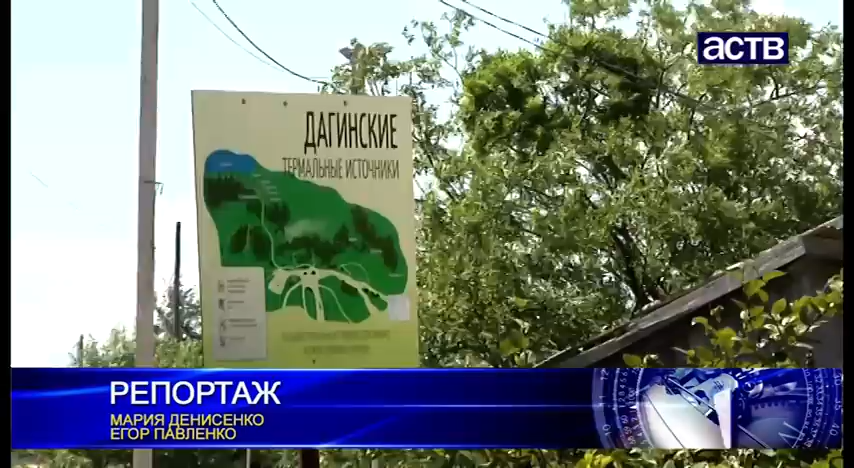 АСТВ
ДАГИНСКИЕ
ТЕРМАЛЬНЫЕ ИСТОЧНИКИ
РЕПОРТАЖ
МАРИЯ ДЕНИСЕНКО
ЕГОР ПАВЛЕНКО